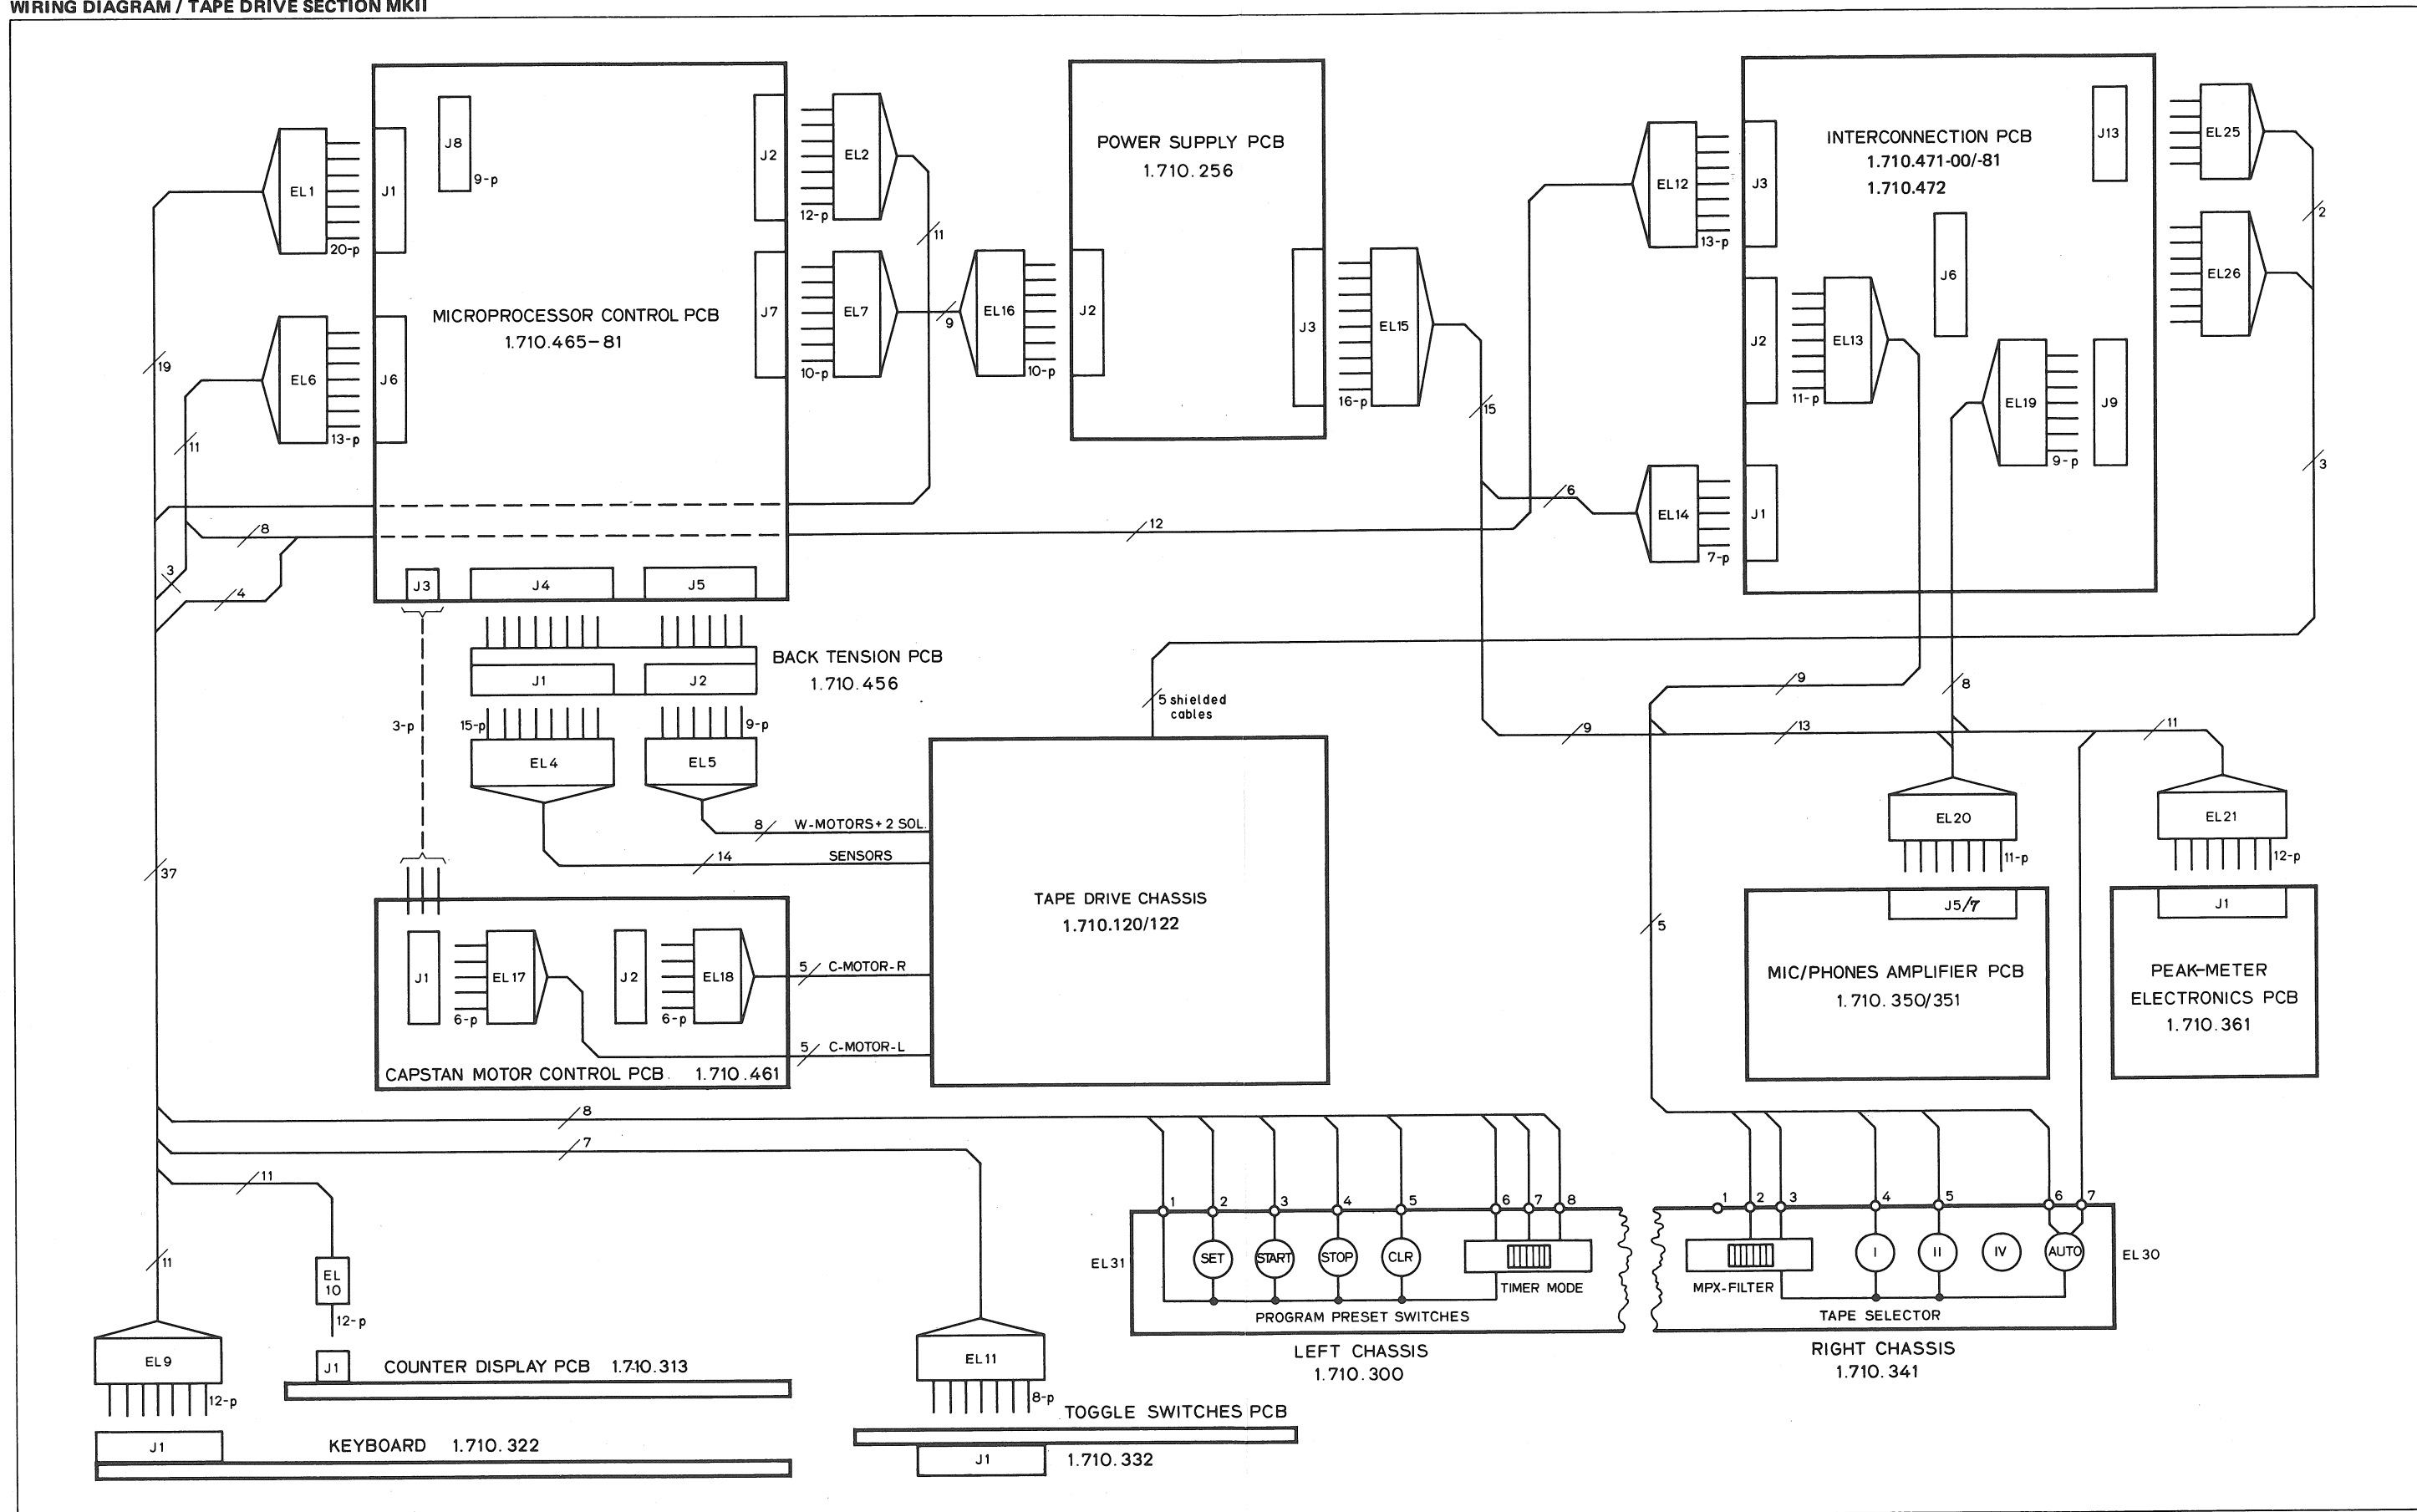 WIRING DIAGRAM / TAPE DRIVE SECTION MKII
EL1
20-p
J1
J8
9-p
J2
12-p
EL2
11
19
EL6
13-p
J6
11
MICROPROCESSOR CONTROL PCB
1.710.465-81
J7
10-p
EL7
9
EL16
10-p
J2
POWER SUPPLY PCB
1.710.256
J3
16-p
EL15
15
EL12
13-p
J3
INTERCONNECTION PCB
1.710.471-00/-81
1.710.472
J13
EL25
2
EL26
3
J6
J2
11-p
EL13
EL19
9-p
J9
6
EL14
7-p
J1
8
12
3
4
J3
J4
J5
BACK TENSION PCB
1.710.456
J1
J2
3-p
15-p
9-p
EL4
EL5
5 shielded
cables
9
8
9
13
11
8
W-MOTORS+2 SOL.
14
SENSORS
37
TAPE DRIVE CHASSIS
1.710.120/122
EL20
11-p
EL21
12-p
J5/7
J1
5
MIC/PHONES AMPLIFIER PCB
1.710.350/351
PEAK-METER
ELECTRONICS PCB
1.710.361
J1
EL17
6-p
J2
EL18
6-p
5
C-MOTOR-R
5
C-MOTOR-L
CAPSTAN MOTOR CONTROL PCB. 1.710.461
8
7
11
11
EL
10
12-p
EL9
12-p
J1
COUNTER DISPLAY PCB 1.710.313
J1
KEYBOARD 1.710.322
EL11
8-p
TOGGLE SWITCHES PCB
J1
1.710.332
1
2
3
4
5
6
7
8
EL31
SET
START
STOP
CLR
TIMER MODE
PROGRAM PRESET SWITCHES
LEFT CHASSIS
1.710.300
1
2
3
4
5
6
7
I
II
IV
AUTO
EL30
MPX-FILTER
TAPE SELECTOR
RIGHT CHASSIS
1.710.341